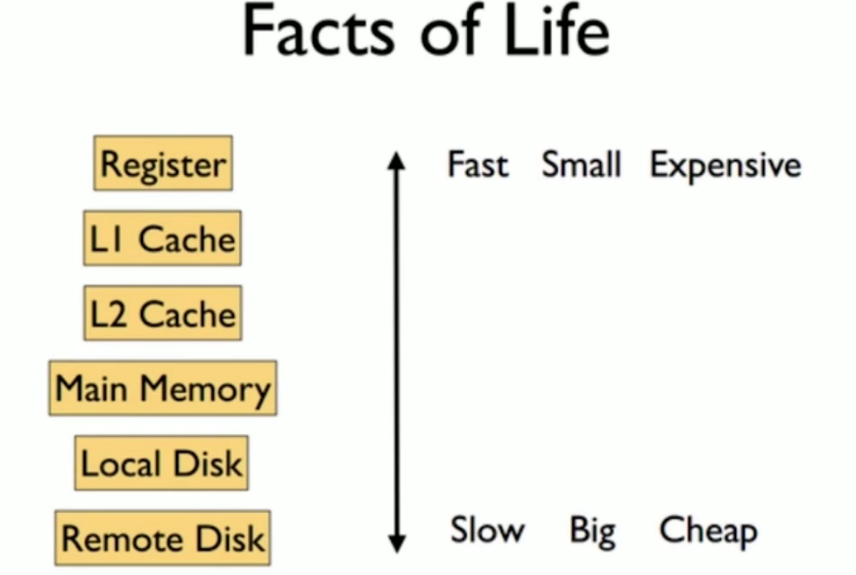 Facts of Life
Register
Fast Small Expensive
L1 Cache
L2 Cache
Main Memory
Local Disk
Remote Disk
Slow Big Cheap